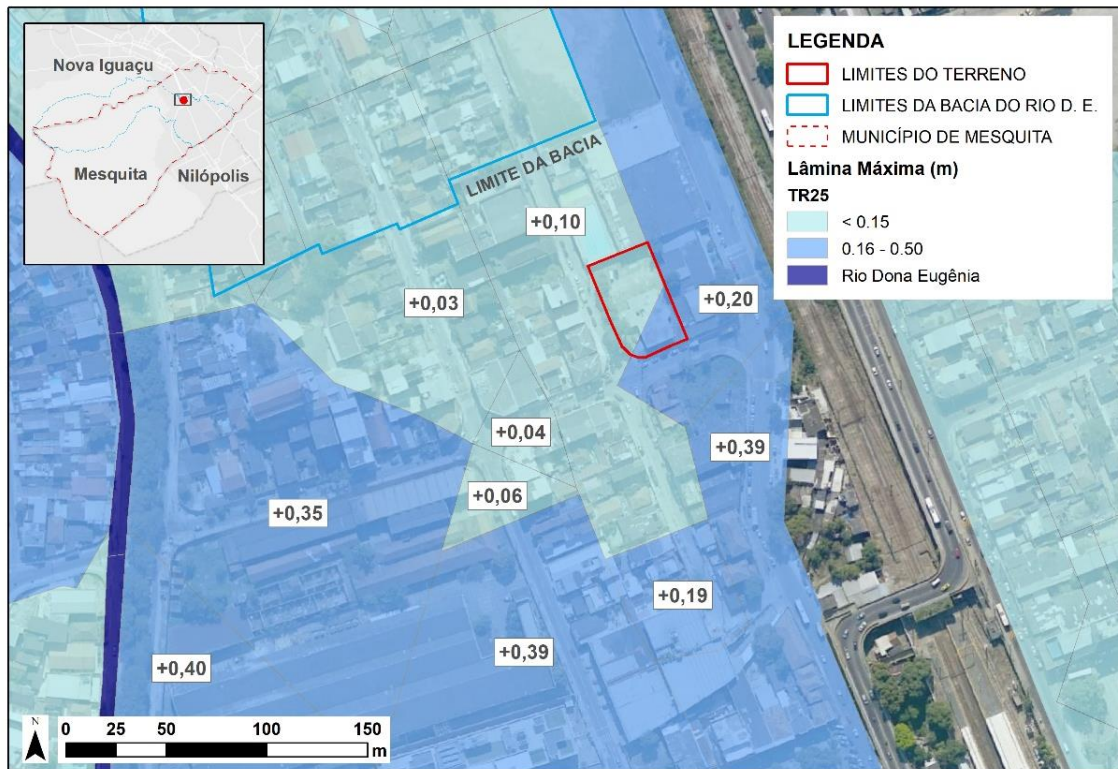 Nova Iguaçu
Mesquita
Nilópolis
LEGENDA
LIMITES DO TERRENO
LIMITES DA BACIA DO RIO D. E.
MUNICÍPIO DE MESQUITA
Lâmina Máxima (m)
TR25
< 0.15
0.16 - 0.50
Rio Dona Eugênia
LIMITE DA BACIA
+0,10
+0,03
+0,20
+0,04
+0,39
+0,06
+0,35
+0,19
+0,39
+0,40
N
0 25 50 100 150
m